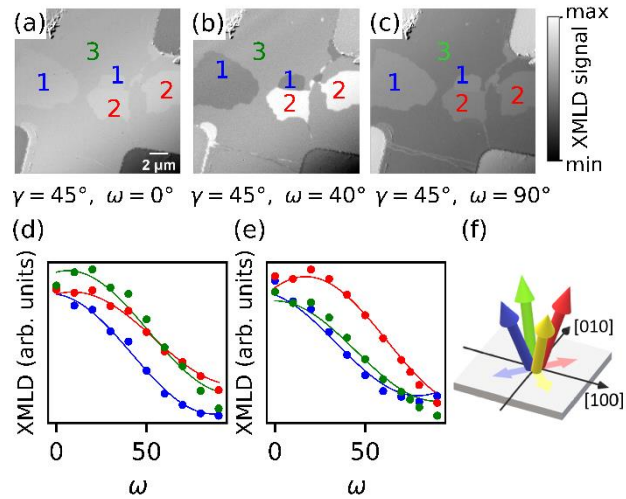 (a) (b) (c)
max
3 3 3
1 1 1 1 1 1
2 2 2 2 2 2
2 μm
XMLD signal
min
γ = 45°, ω = 0° γ = 45°, ω = 40° γ = 45°, ω = 90°
(d) (e) (f)
XMLD (arb. units) XMLD (arb. units)
[010]
[100]
0 50 0 50
ω ω